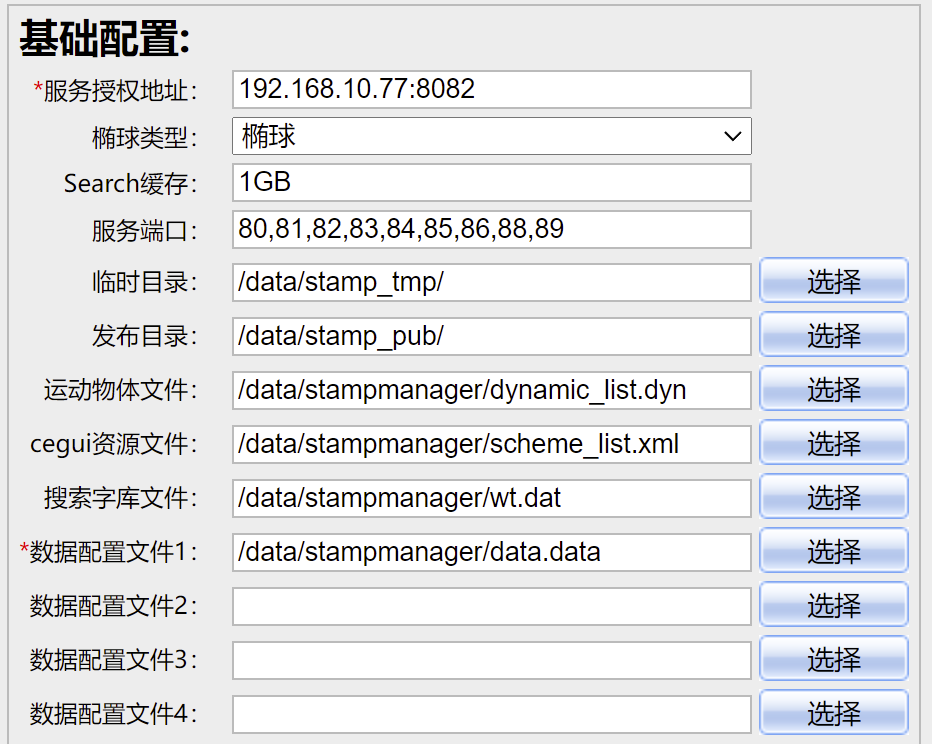 基础配置:
*服务授权地址: 192.168.10.77:8082
椭球类型: 椭球
Search缓存: 1GB
服务端口: 80,81,82,83,84,85,86,88,89
临时目录: /data/stamp_tmp/ 选择
发布目录: /data/stamp_pub/ 选择
运动物体文件: /data/stampmanager/dynamic_list.dyn 选择
cegui资源文件: /data/stampmanager/scheme_list.xml 选择
搜索字库文件: /data/stampmanager/wt.dat 选择
*数据配置文件1: /data/stampmanager/data.data 选择
数据配置文件2: 选择
数据配置文件3: 选择
数据配置文件4: 选择